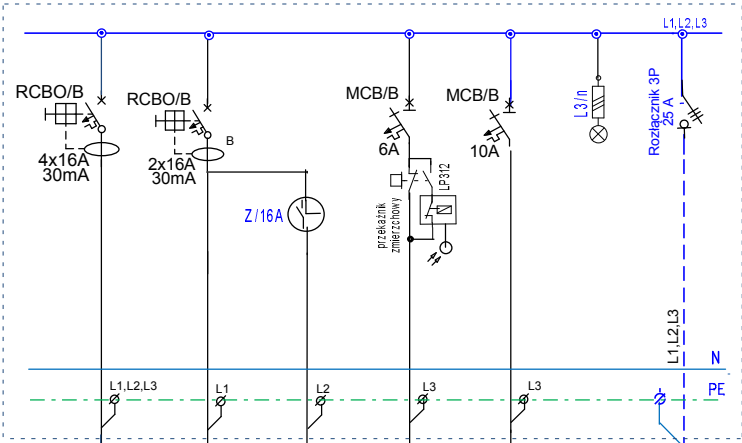 L1,L2,L3
RCBO/B
4x16A
30mA
RCBO/B
B
2x16A
30mA
Z/16A
MCB/B
6A
LP312
przekaźnik
zmierzchowy
MCB/B
10A
L3/n
Rozłącznik 3P
25 A
L1,L2,L3
N
PE
L1,L2,L3
L1
L2
L3
L3